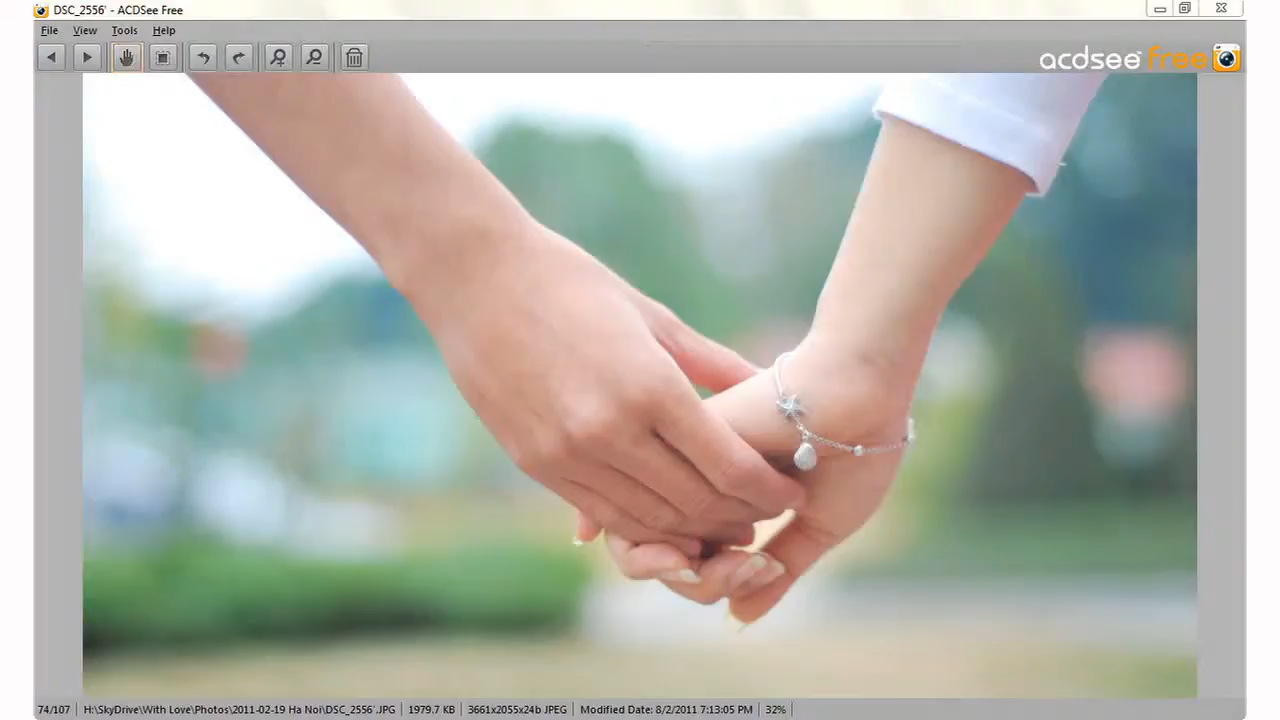 DSC_2556' - ACDSee Free
File View Tools Help
acdsee free
74/107 H:\SkyDrive\With Love\Photos\2011-02-19 Ha Noi\DSC_2556'.JPG 1979.7 KB 3661x2055x24b JPEG Modified Date: 8/2/2011 7:13:05 PM 32%